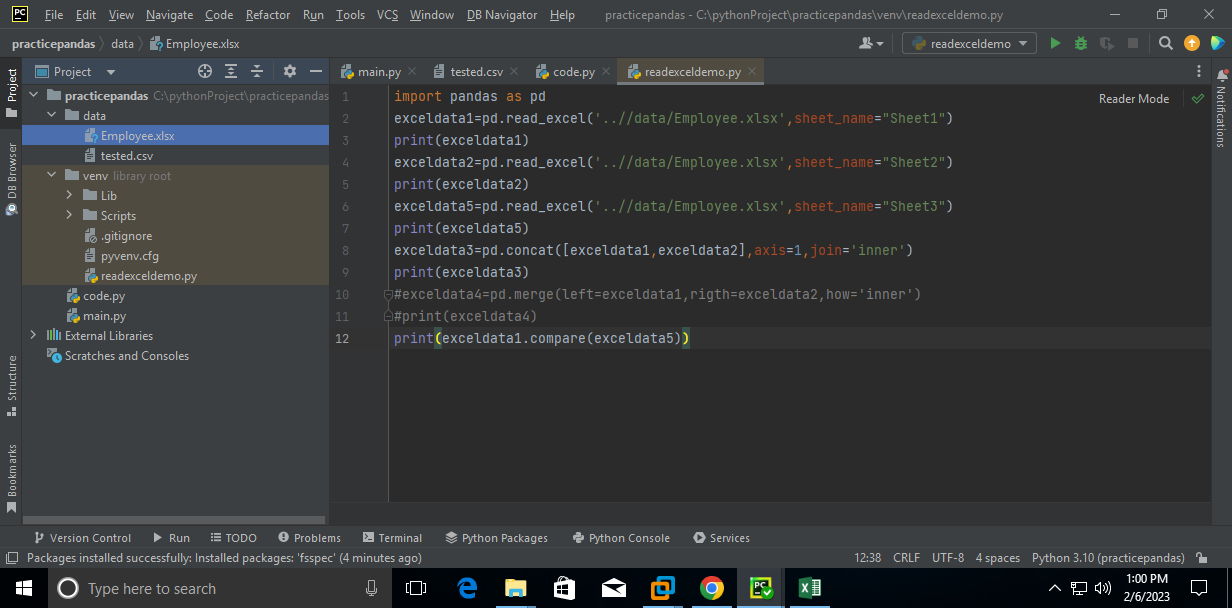 PC File Edit View Navigate Code Refactor Run Tools VCS Window DB Navigator Help practicepandas - C:\pythonProject\practicepandas\venv\readexceldemo.py
practicepandas data Employee.xlsx readexceldemo
Project
DB Browser
Structure
Bookmarks
Project
practicepandas C:\pythonProject\practicepandas
data
Employee.xlsx
tested.csv
venv library root
Lib
Scripts
.gitignore
pyvenv.cfg
readexceldemo.py
code.py
main.py
External Libraries
Scratches and Consoles
main.py tested.csv code.py readexceldemo.py
Reader Mode
Notifications
1 import pandas as pd
2 exceldata1=pd.read_excel('..//data/Employee.xlsx',sheet_name="Sheet1")
3 print(exceldata1)
4 exceldata2=pd.read_excel('..//data/Employee.xlsx',sheet_name="Sheet2")
5 print(exceldata2)
6 exceldata5=pd.read_excel('..//data/Employee.xlsx',sheet_name="Sheet3")
7 print(exceldata5)
8 exceldata3=pd.concat([exceldata1,exceldata2],axis=1,join='inner')
9 print(exceldata3)
10 #exceldata4=pd.merge(left=exceldata1,rigth=exceldata2,how='inner')
11 #print(exceldata4)
12 print(exceldata1.compare(exceldata5))
Version Control Run TODO Problems Terminal Python Packages Python Console Services
Packages installed successfully: Installed packages: 'fsspec' (4 minutes ago) 12:38 CRLF UTF-8 4 spaces Python 3.10 (practicepandas)
Type here to search
1:00 PM
2/6/2023